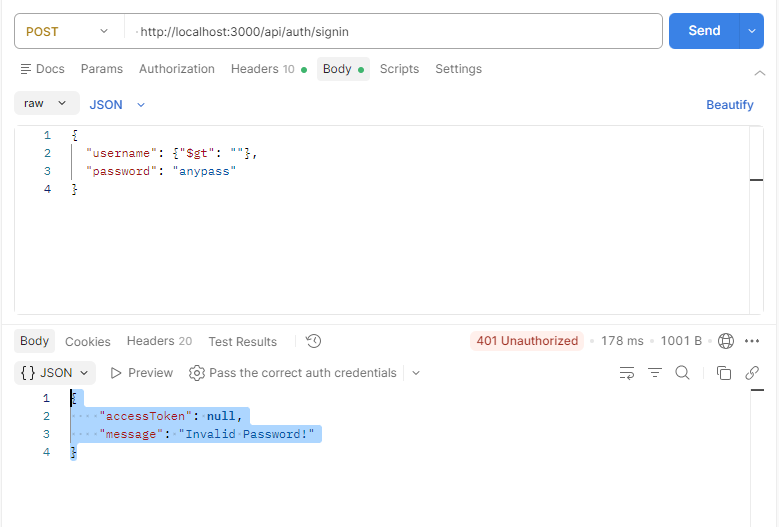 POST http://localhost:3000/api/auth/signin Send
Docs Params Authorization Headers 10 Body Scripts Settings
raw JSON Beautify
1 {
2 "username": {"$gt": ""},
3 "password": "anypass"
4 }
Body Cookies Headers 20 Test Results 401 Unauthorized 178 ms 1001 B
{} JSON Preview Pass the correct auth credentials
1 {
2 "accessToken": null,
3 "message": "Invalid Password!"
4 }